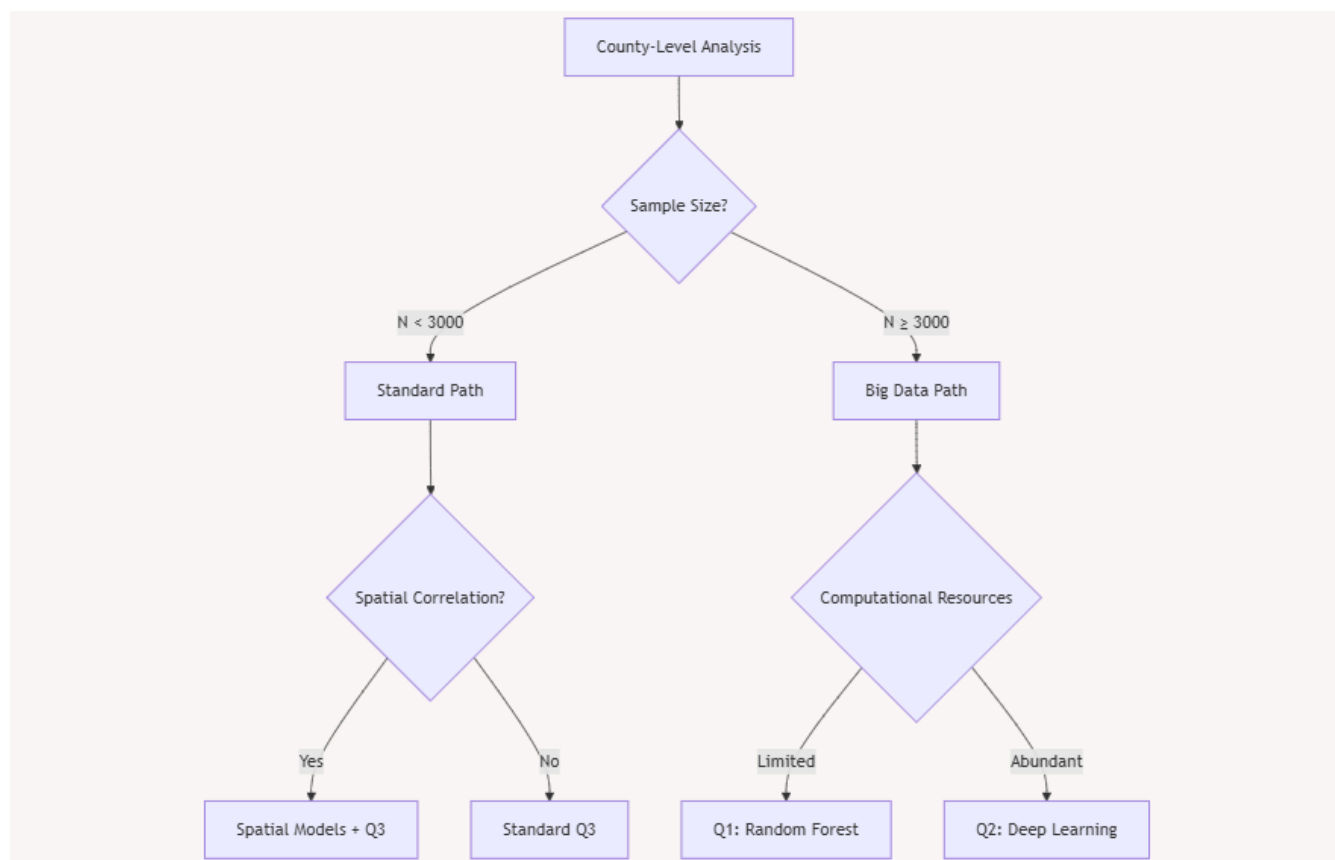 County-Level Analysis
Sample Size?
N < 3000
N ≥ 3000
Standard Path
Big Data Path
Spatial Correlation?
Computational Resources
Yes
No
Limited
Abundant
Spatial Models + Q3
Standard Q3
Q1: Random Forest
Q2: Deep Learning